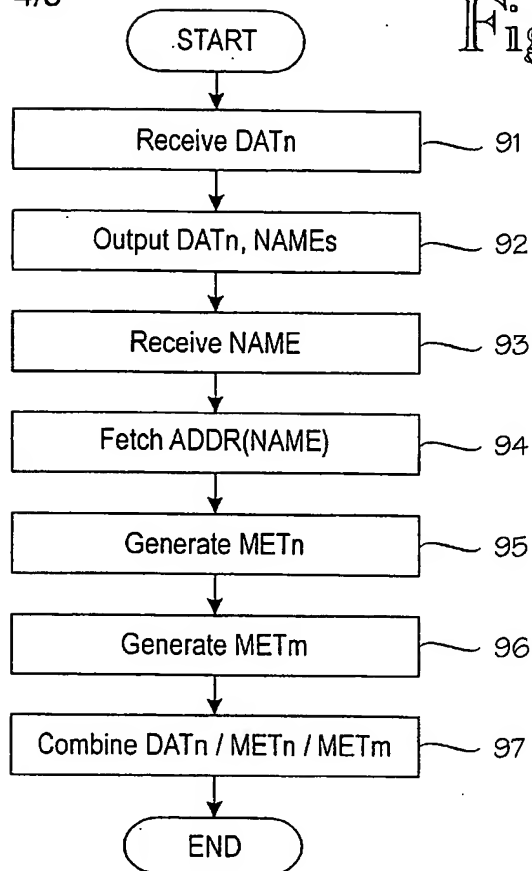 START
Receive DATn 91
Output DATn, NAMEs 92
Receive NAME 93
Fetch ADDR(NAME) 94
Generate METn 95
Generate METm 96
Combine DATn / METn / METm 97
END